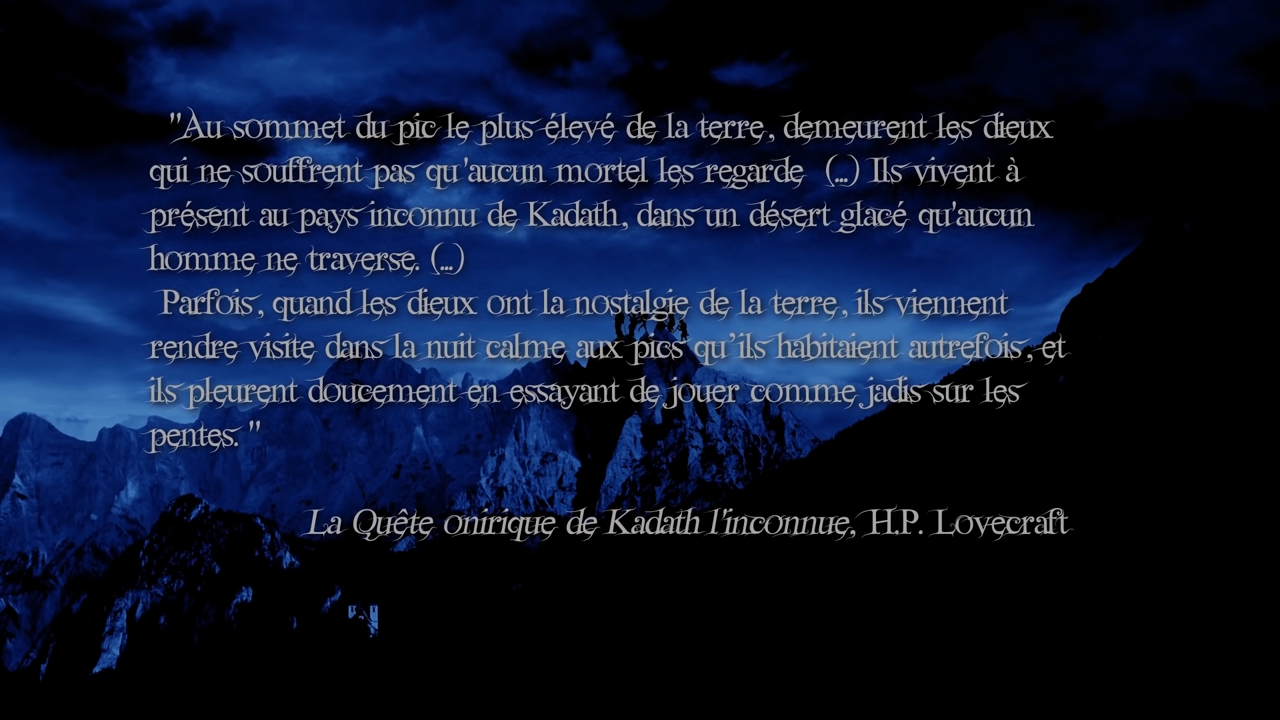 "Au sommet du pic le plus élevé de la terre, demeurent les dieux
qui ne souffrent pas qu'aucun mortel les regarde (...) Ils vivent à
présent au pays inconnu de Kadath, dans un désert glacé qu'aucun
homme ne traverse. (...)
Parfois, quand les dieux ont la nostalgie de la terre, ils viennent
rendre visite dans la nuit calme aux pics qu’ils habitaient autrefois, et
ils pleurent doucement en essayant de jouer comme jadis sur les
pentes."
La Quête onirique de Kadath l'inconnue, H.P. Lovecraft